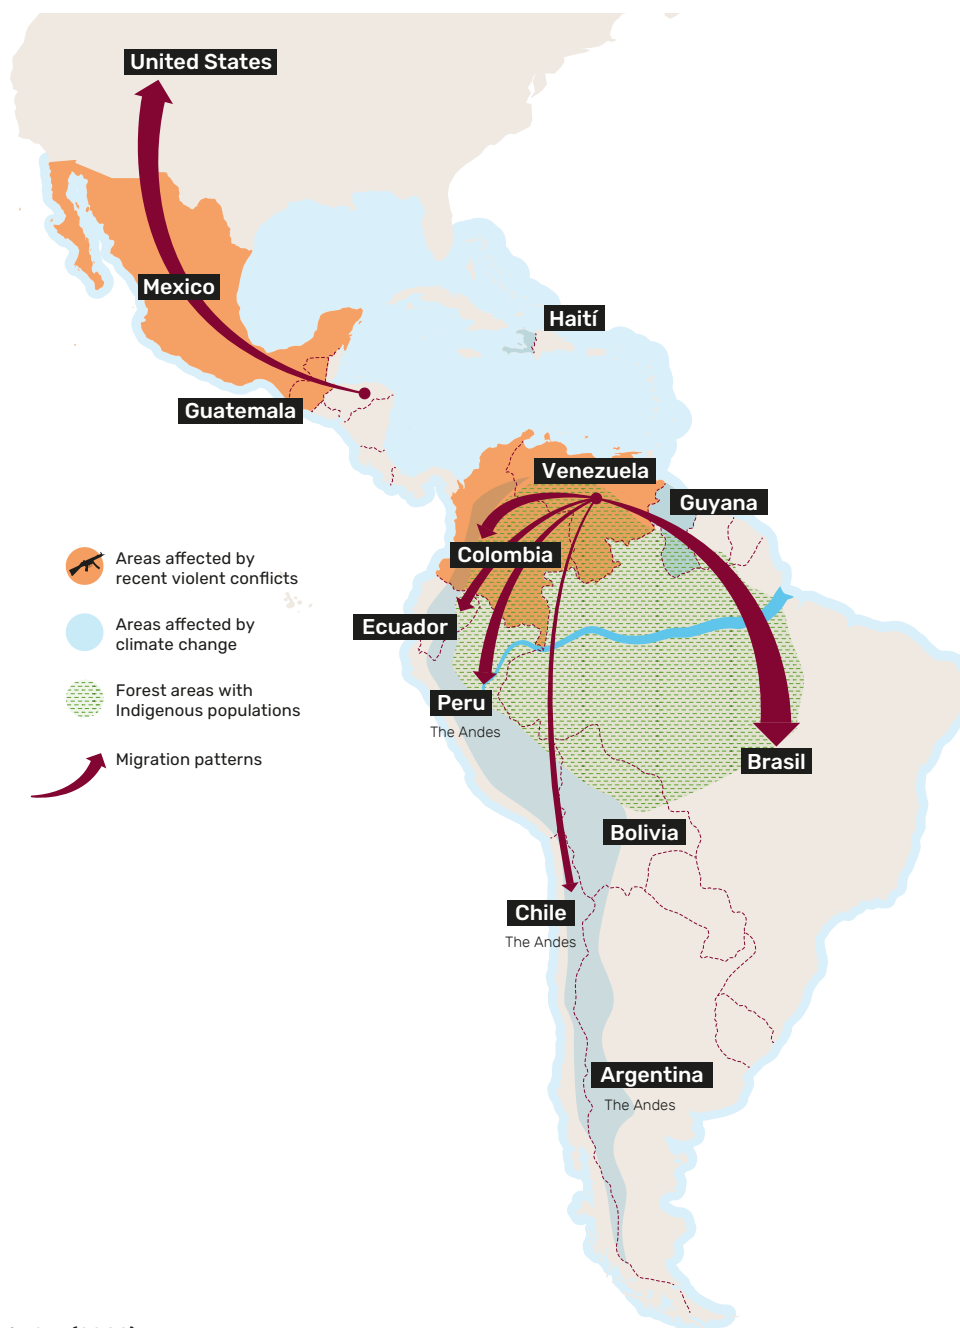 United States
Mexico
Haití
Guatemala
Venezuela
Guyana
Colombia
Areas affected by
recent violent conflicts
Areas affected by
climate change
Ecuador
Forest areas with
Indigenous populations
Peru
The Andes
Migration patterns
Brasil
Bolivia
Chile
The Andes
Argentina
The Andes